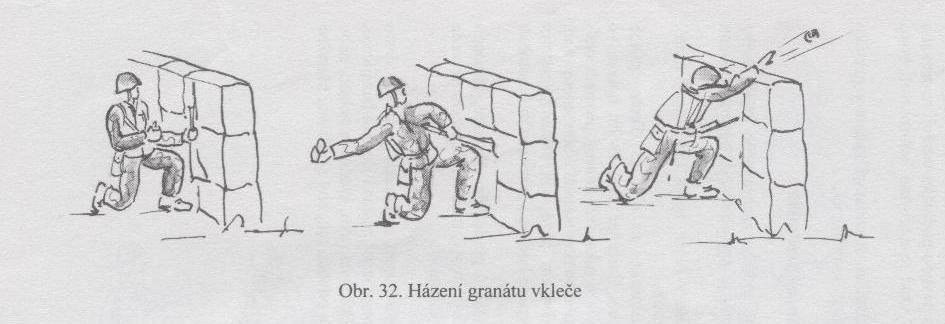 Obr. 32. Házení granátu vkleče